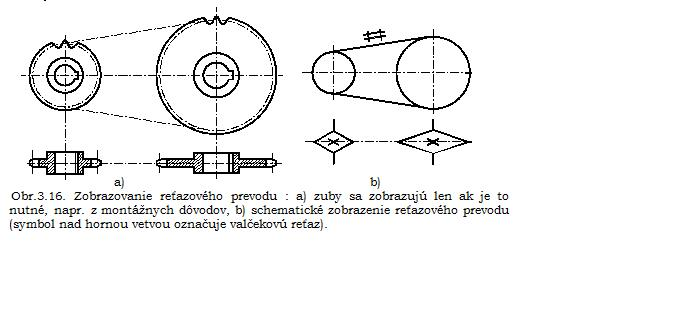 a)
b)
Obr.3.16. Zobrazovanie reťazového prevodu : a) zuby sa zobrazujú len ak je to
nutné, napr. z montážnych dôvodov, b) schematické zobrazenie reťazového prevodu
(symbol nad hornou vetvou označuje valčekovú reťaz).